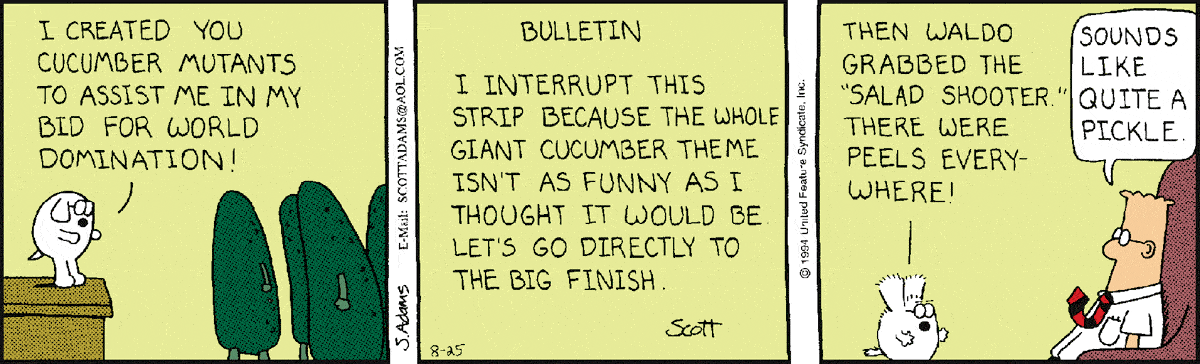 I CREATED YOU
CUCUMBER MUTANTS
TO ASSIST ME IN MY
BID FOR WORLD
DOMINATION!
S. Adams
E-Mail: SCOTTADAMS@AOL.COM
BULLETIN
I INTERRUPT THIS
STRIP BECAUSE THE WHOLE
GIANT CUCUMBER THEME
ISN'T AS FUNNY AS I
THOUGHT IT WOULD BE.
LET'S GO DIRECTLY TO
THE BIG FINISH.
Scott
8-25
© 1994 United Feature Syndicate, Inc.
THEN WALDO
GRABBED THE
"SALAD SHOOTER."
THERE WERE
PEELS EVERY-
WHERE!
SOUNDS
LIKE
QUITE A
PICKLE.